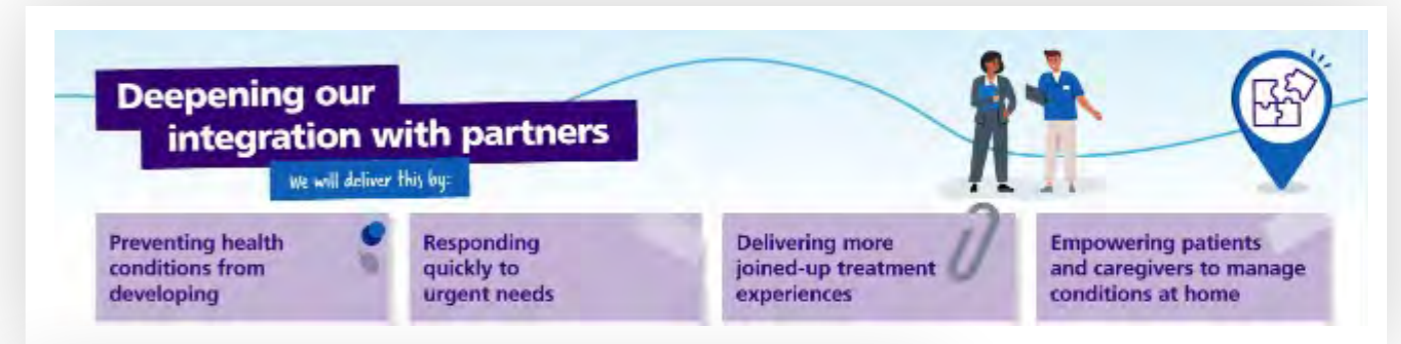 Deepening our
integration with partners
We will deliver this by:
Preventing health
conditions from
developing
Responding
quickly to
urgent needs
Delivering more
joined-up treatment
experiences
Empowering patients
and caregivers to manage
conditions at home